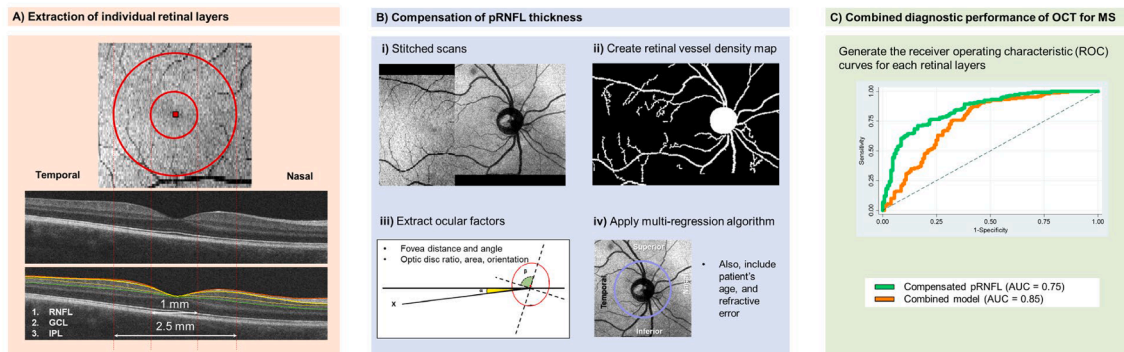 A) Extraction of individual retinal layers
Temporal
Nasal
1 mm
1. RNFL
2. GCL
3. IPL
2.5 mm
B) Compensation of pRNFL thickness
i) Stitched scans
ii) Create retinal vessel density map
iii) Extract ocular factors
• Fovea distance and angle
• Optic disc ratio, area, orientation
β
α
X
iv) Apply multi-regression algorithm
Superior
Temporal
Inferior
• Also, include
patient's
age, and
refractive
error
C) Combined diagnostic performance of OCT for MS
Generate the receiver operating characteristic (ROC)
curves for each retinal layers
Sensitivity
1.00
0.75
0.50
0.25
0.00
0.00 0.25 0.50 0.75 1.00
1-Specificity
Compensated pRNFL (AUC = 0.75)
Combined model (AUC = 0.85)